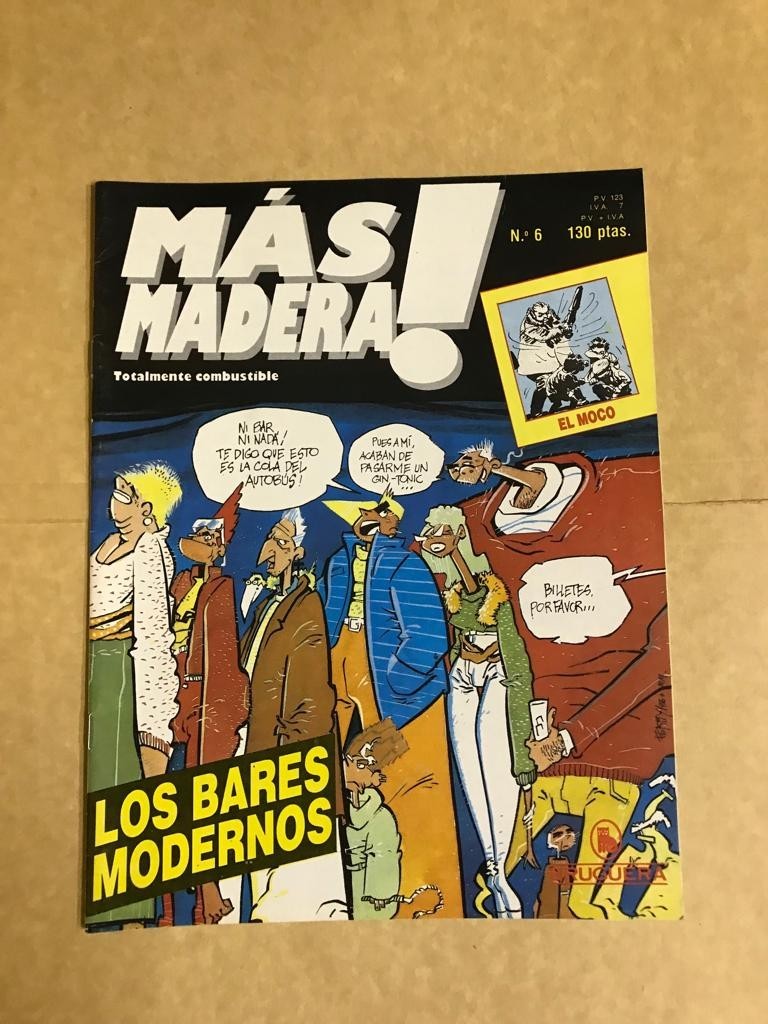 MÁS
MADERA!
Totalmente combustible
N.º 6
P.V. 123
I.V.A. 7
P.V. + I.V.A.
130 ptas.
EL MOCO
NI BAR,
NI NADA!
TE DIGO QUE ESTO
ES LA COLA DEL
AUTOBÚS!
PUES A MÍ,
ACABAN DE
PASARME UN
GIN-TONIC
...
BILLETES,
POR FAVOR...
LOS BARES
MODERNOS
BRUGUERA